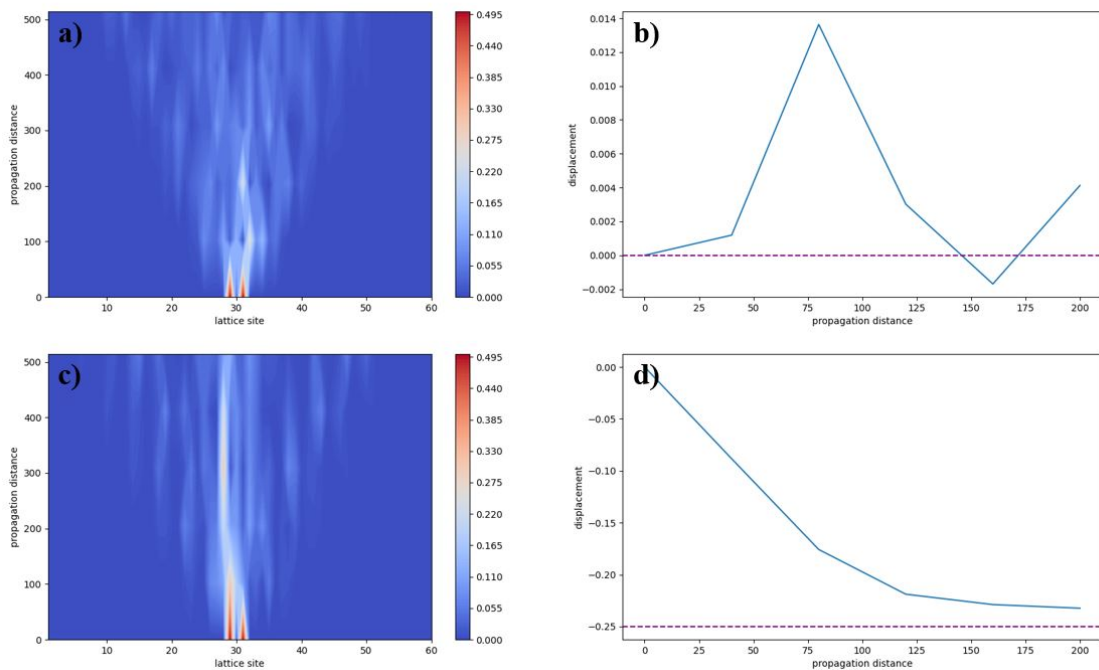 a)
500
400
300
200
100
0
propagation distance
10 20 30 40 50 60
lattice site
0.495
0.440
0.385
0.330
0.275
0.220
0.165
0.110
0.055
0.000
b)
0.014
0.012
0.010
0.008
0.006
0.004
0.002
0.000
−0.002
displacement
0 25 50 75 100 125 150 175 200
propagation distance
c)
500
400
300
200
100
0
propagation distance
10 20 30 40 50 60
lattice site
0.495
0.440
0.385
0.330
0.275
0.220
0.165
0.110
0.055
0.000
d)
0.00
−0.05
−0.10
−0.15
−0.20
−0.25
displacement
0 25 50 75 100 125 150 175 200
propagation distance